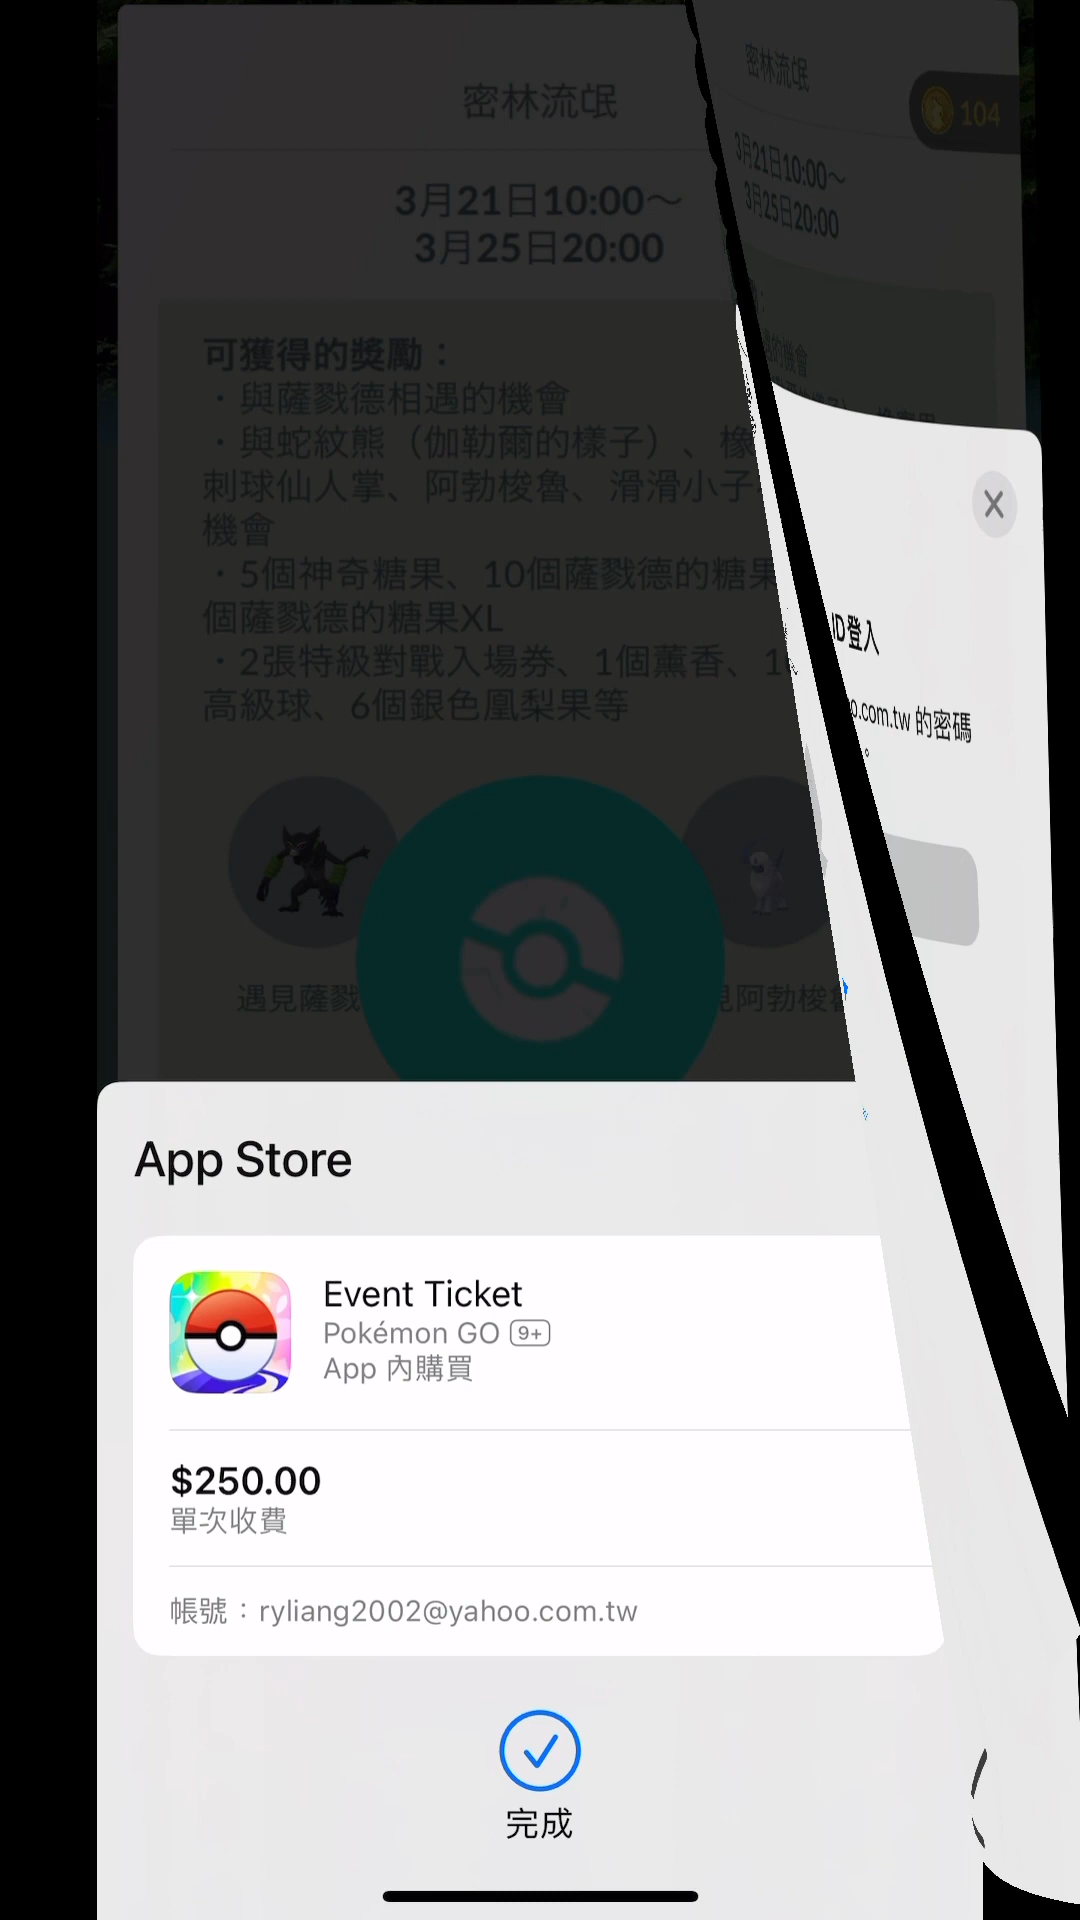 密林流氓
3月21日10:00～
3月25日20:00
可獲得的獎勵：
・與薩戮德相遇的機會
・與蛇紋熊（伽勒爾的樣子）、橡
刺球仙人掌、阿勃梭魯、滑滑小子
機會
・5個神奇糖果、10個薩戮德的糖果
個薩戮德的糖果XL
・2張特級對戰入場券、1個薰香、1
高級球、6個銀色凰梨果等
遇見薩戮
見阿勃梭
密林流氓
104
3月21日10:00～
3月25日20:00
的機會
ID登入
o.com.tw 的密碼
。
App Store
Event Ticket
Pokémon GO 9+
App 內購買
$250.00
單次收費
帳號：ryliang2002@yahoo.com.tw
完成